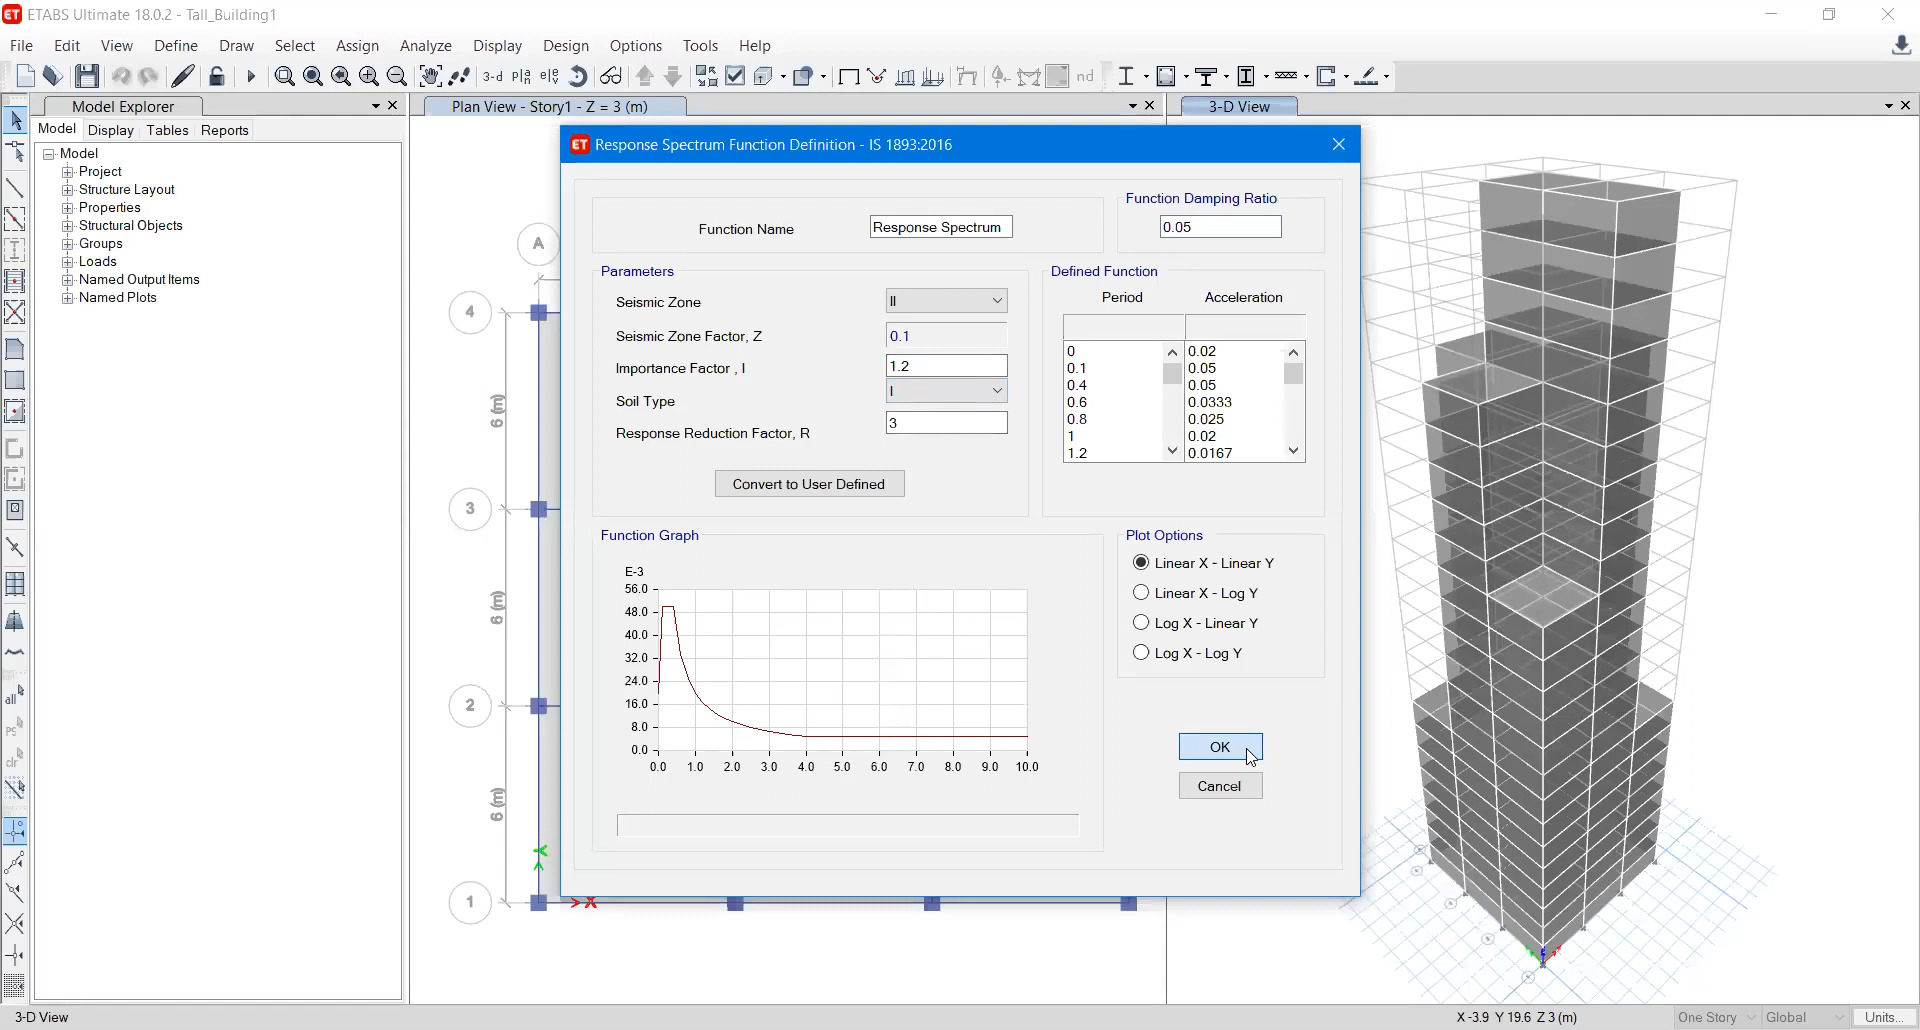 ETABS Ultimate 18.0.2 - Tall_Building1
File Edit View Define Draw Select Assign Analyze Display Design Options Tools Help
3-d Pla elv nd
Model Explorer
Plan View - Story1 - Z = 3 (m)
3-D View
Model Display Tables Reports
Model
Project
Structure Layout
Properties
Structural Objects
Groups
Loads
Named Output Items
Named Plots
all
ps
clr
A
4
3
2
1
6 (m)
6 (m)
6 (m)
X
ET Response Spectrum Function Definition - IS 1893:2016
Function Name
Response Spectrum
Function Damping Ratio
0.05
Parameters
Seismic Zone II
Seismic Zone Factor, Z 0.1
Importance Factor , I 1.2
Soil Type I
Response Reduction Factor, R 3
Convert to User Defined
Defined Function
Period Acceleration
0 0.02
0.1 0.05
0.4 0.05
0.6 0.0333
0.8 0.025
1 0.02
1.2 0.0167
Function Graph
E-3
56.0
48.0
40.0
32.0
24.0
16.0
8.0
0.0
0.0 1.0 2.0 3.0 4.0 5.0 6.0 7.0 8.0 9.0 10.0
Plot Options
Linear X - Linear Y
Linear X - Log Y
Log X - Linear Y
Log X - Log Y
OK
Cancel
3-D View
X -3.9 Y 19.6 Z 3 (m)
One Story
Global
Units...